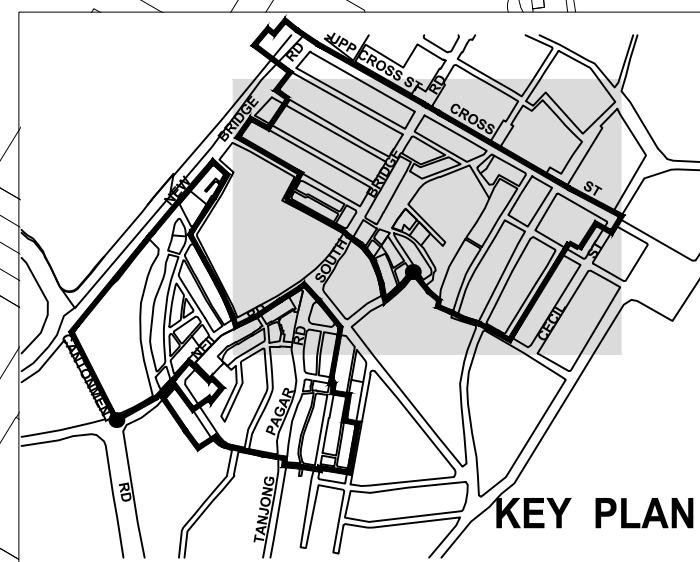 RD
UPP CROSS ST
RD
CROSS
BRIDGE
BRIDGE
NEW
ST
SOUTH
ST
CECIL
RD
NEIL
RD
CANTONMENT
PAGAR
RD
TANJONG
KEY PLAN